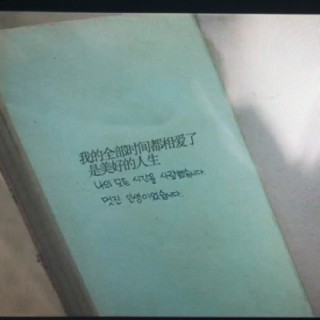 我的全部时间都相爱了
是美好的人生
나의 모든 시간을 사랑했습니다.
멋진 인생이었습니다.